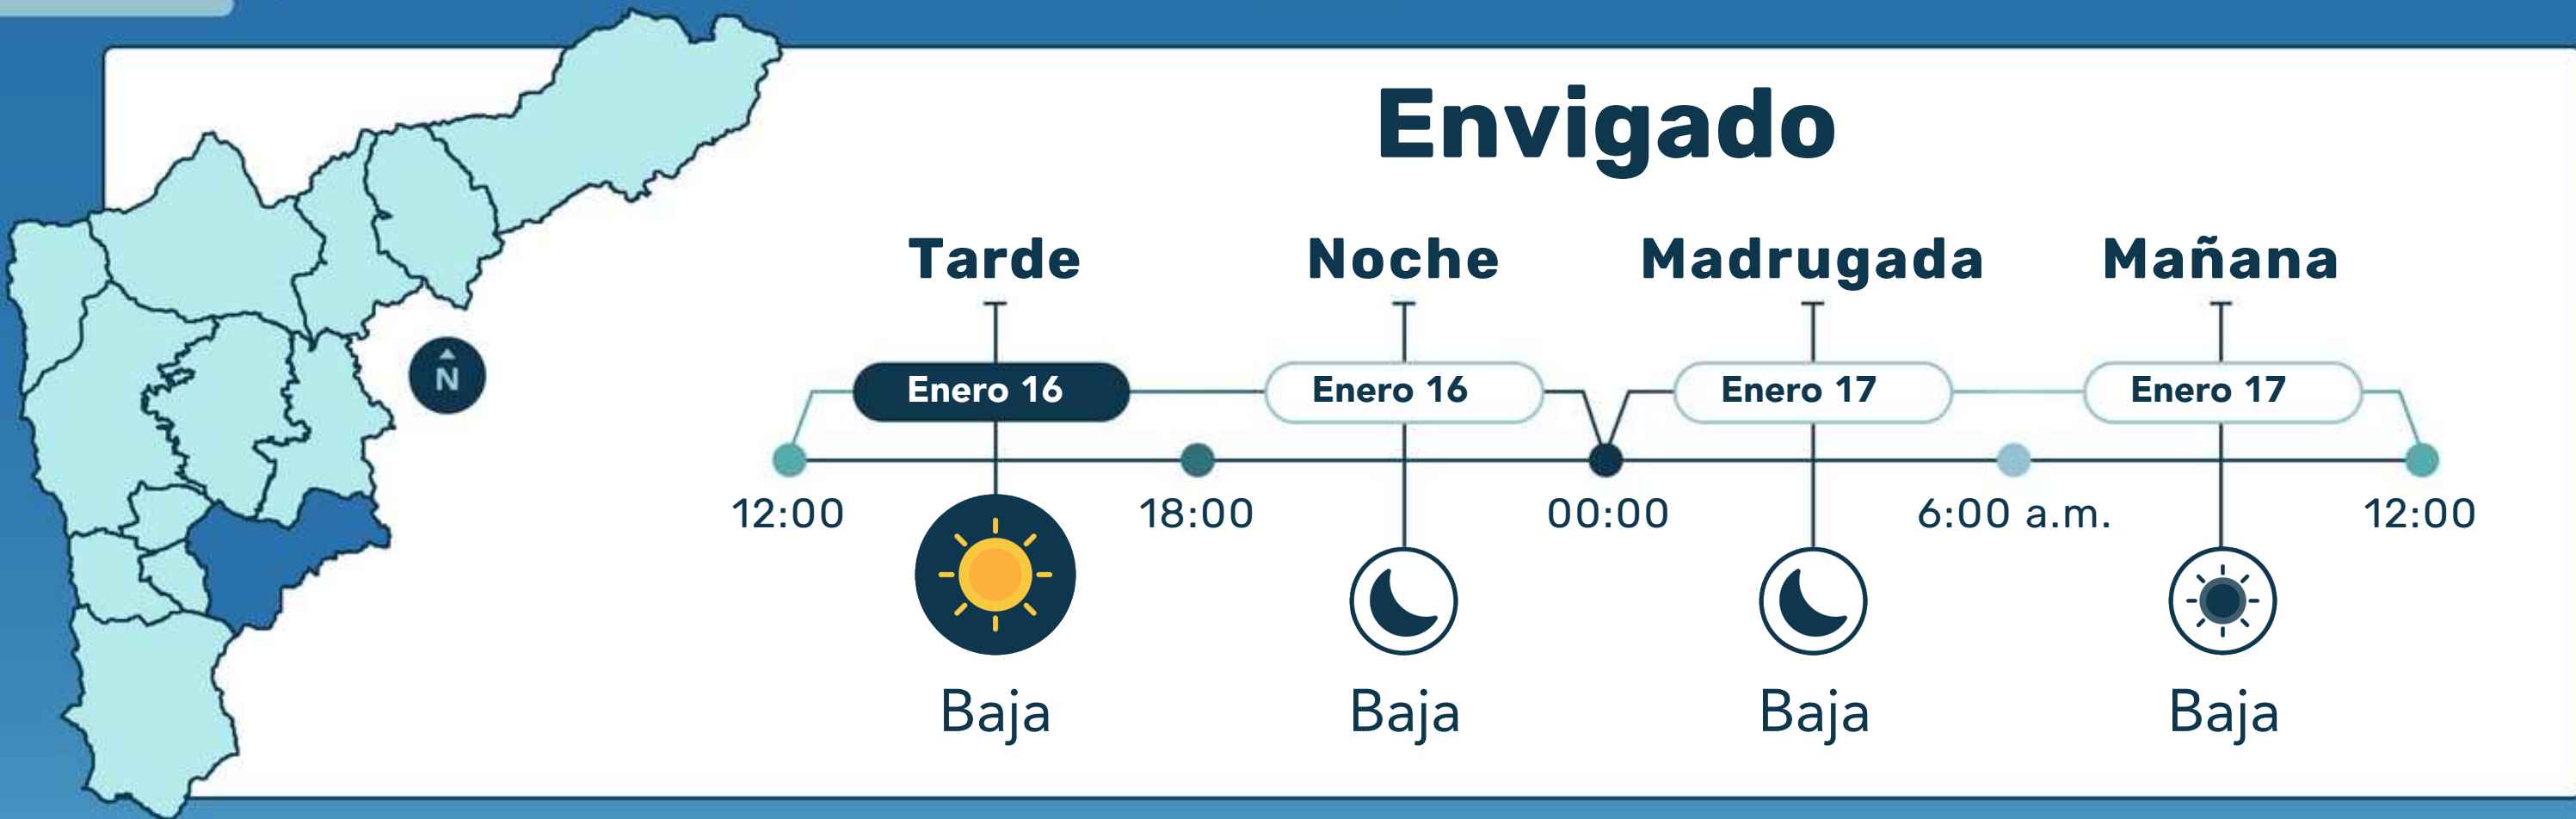 Envigado
Tarde Noche Madrugada Mañana
N
Enero 16 Enero 16 Enero 17 Enero 17
12:00 18:00 00:00 6:00 a.m. 12:00
Baja Baja Baja Baja